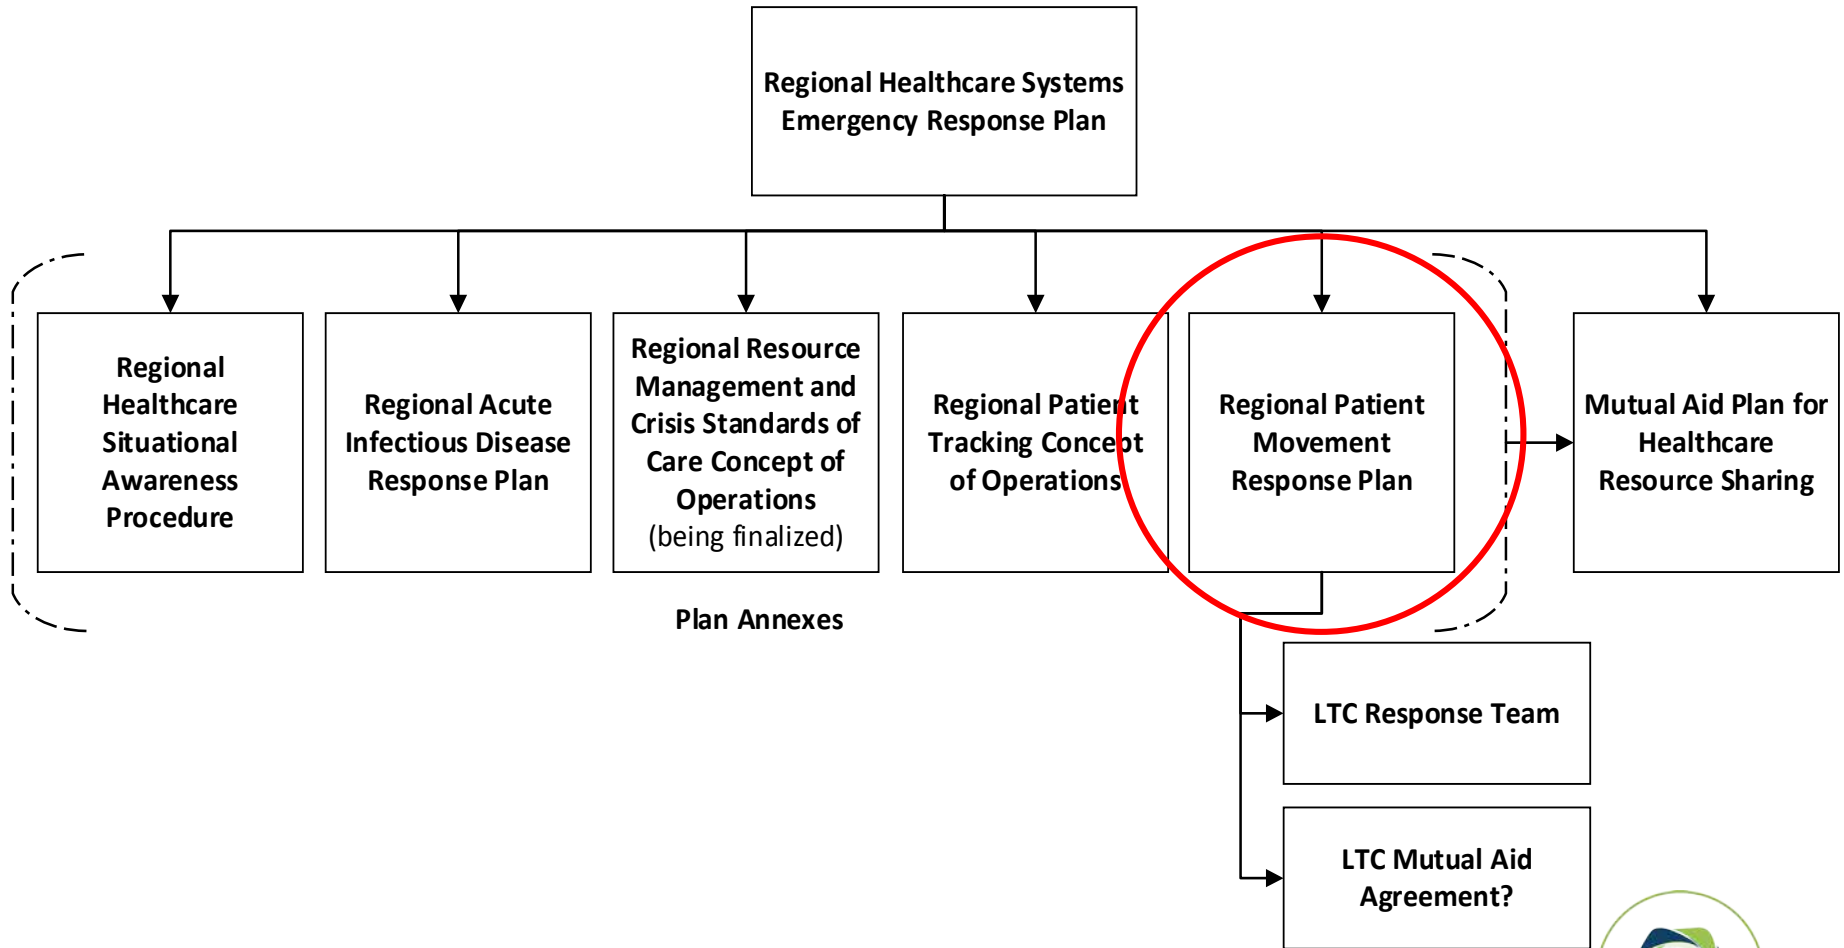 Regional Healthcare Systems
Emergency Response Plan
Regional
Healthcare
Situational
Awareness
Procedure
Regional Acute
Infectious Disease
Response Plan
Regional Resource
Management and
Crisis Standards of
Care Concept of
Operations
(being finalized)
Regional Patient
Tracking Concept
of Operations
Regional Patient
Movement
Response Plan
Mutual Aid Plan for
Healthcare
Resource Sharing
Plan Annexes
LTC Response Team
LTC Mutual Aid
Agreement?